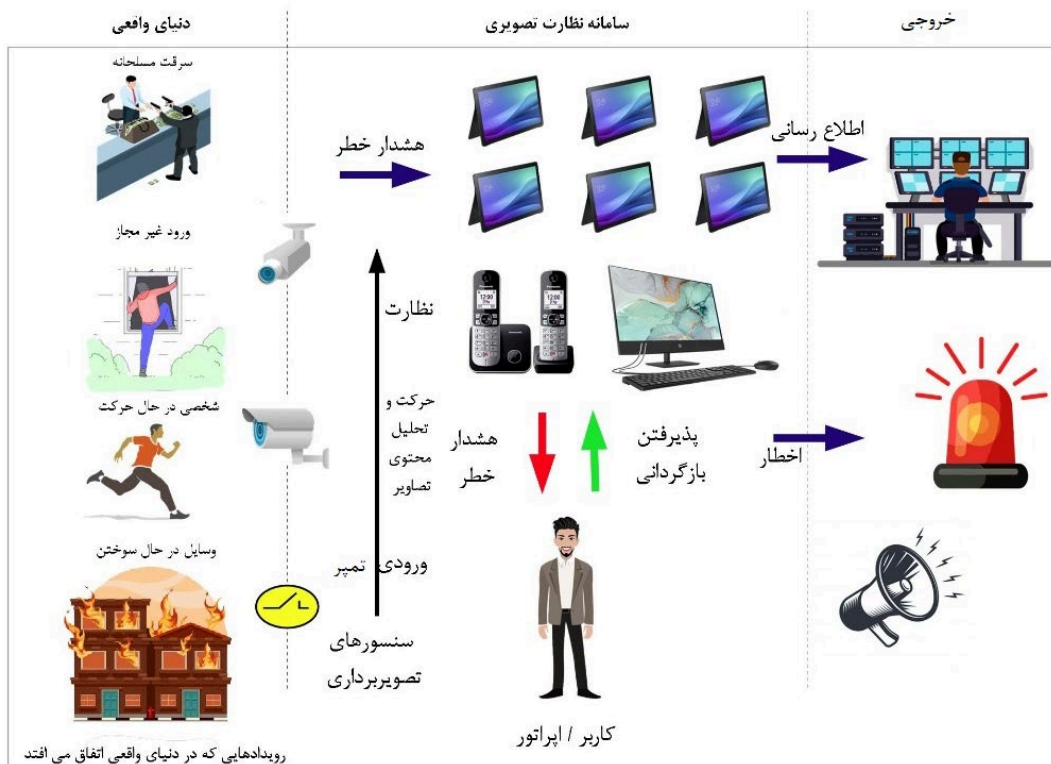 دنیای واقعی
سامانه نظارت تصویری
خروجی
سرقت مسلحانه
ورود غیر مجاز
شخصی در حال حرکت
وسایل در حال سوختن
رویدادهایی که در دنیای واقعی اتفاق می افتد
هشدار خطر
نظارت
حرکت و
تحلیل
محتوی
تصاویر
ورودی تمپر
سنسورهای
تصویربرداری
هشدار
خطر
پذیرفتن
بازگردانی
کاربر / اپراتور
اطلاع رسانی
اخطار